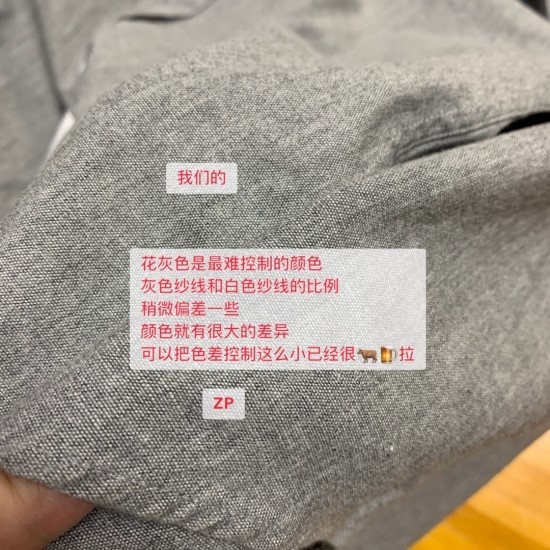 我们的
花灰色是最难控制的颜色
灰色纱线和白色纱线的比例
稍微偏差一些
颜色就有很大的差异
可以把色差控制这么小已经很🐂🍺拉
ZP